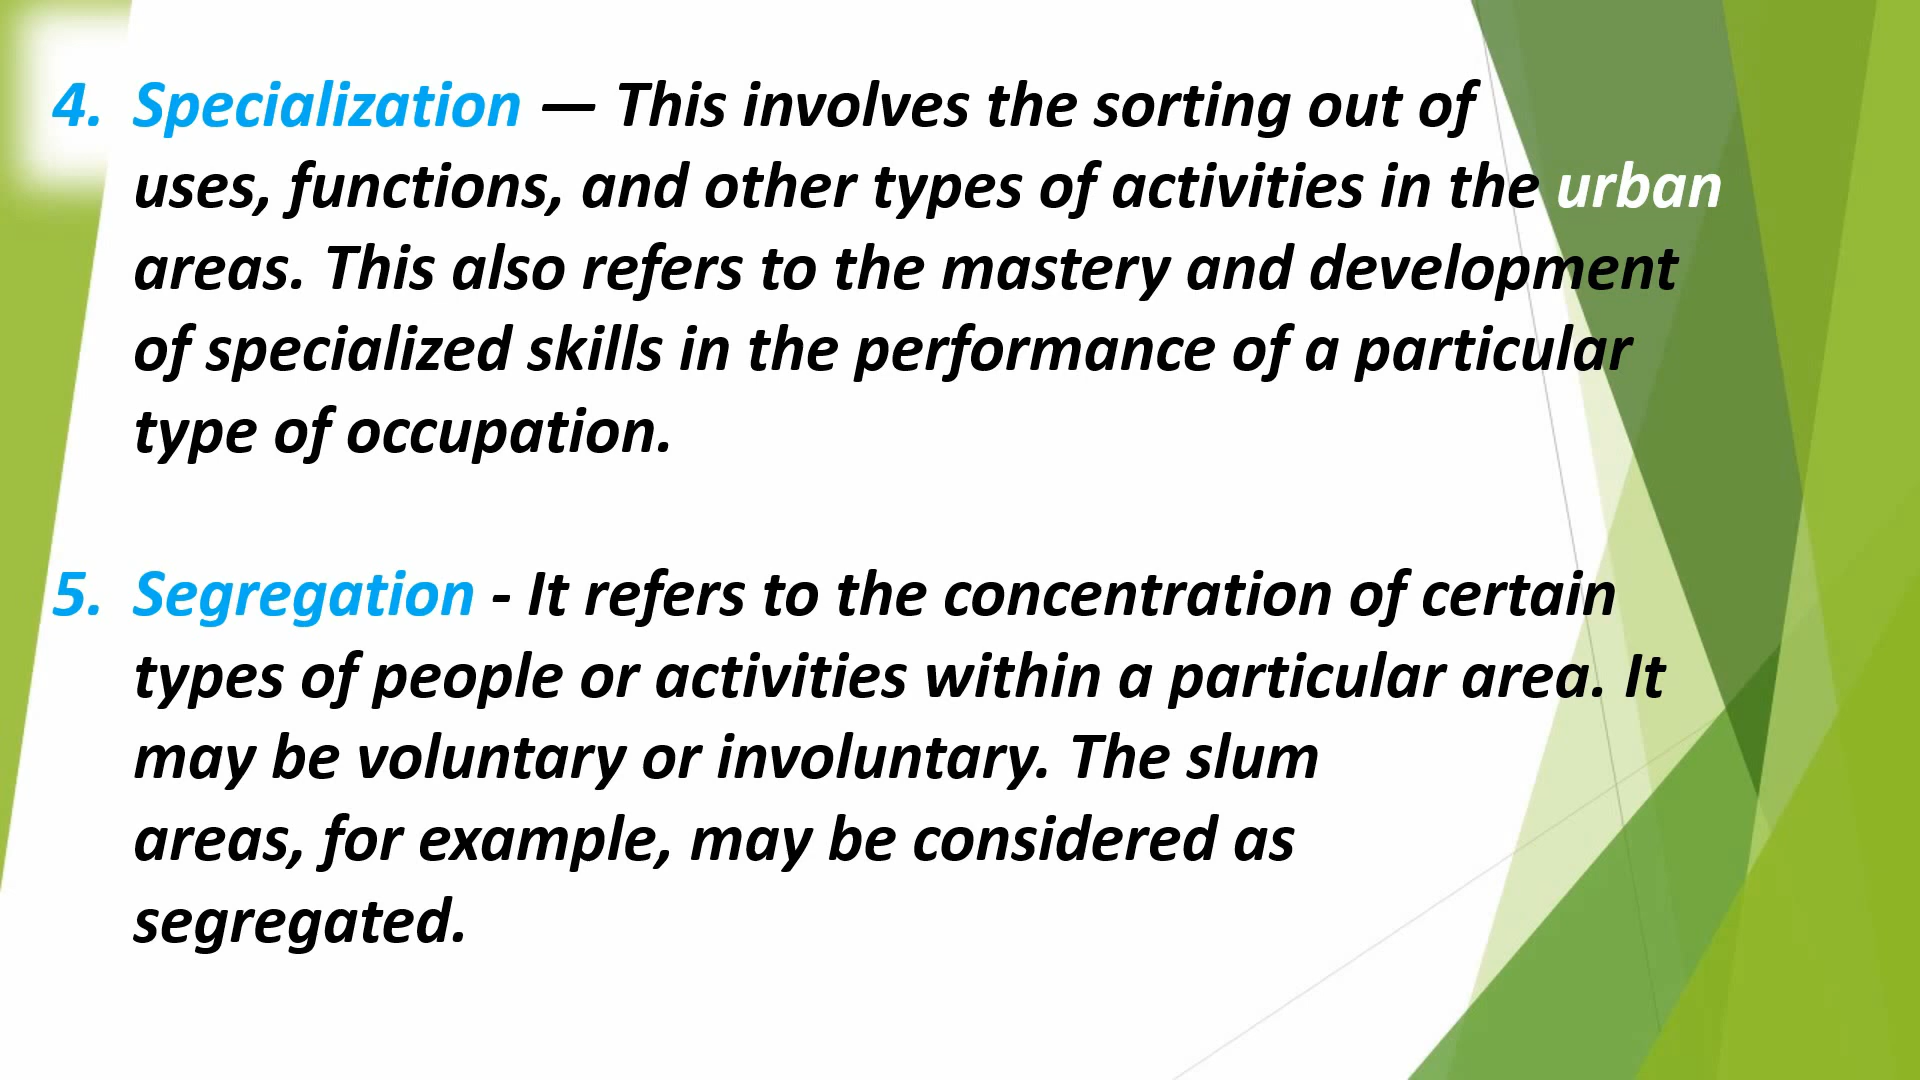 4. Specialization — This involves the sorting out of
uses, functions, and other types of activities in the urban
areas. This also refers to the mastery and development
of specialized skills in the performance of a particular
type of occupation.
5. Segregation - It refers to the concentration of certain
types of people or activities within a particular area. It
may be voluntary or involuntary. The slum
areas, for example, may be considered as
segregated.